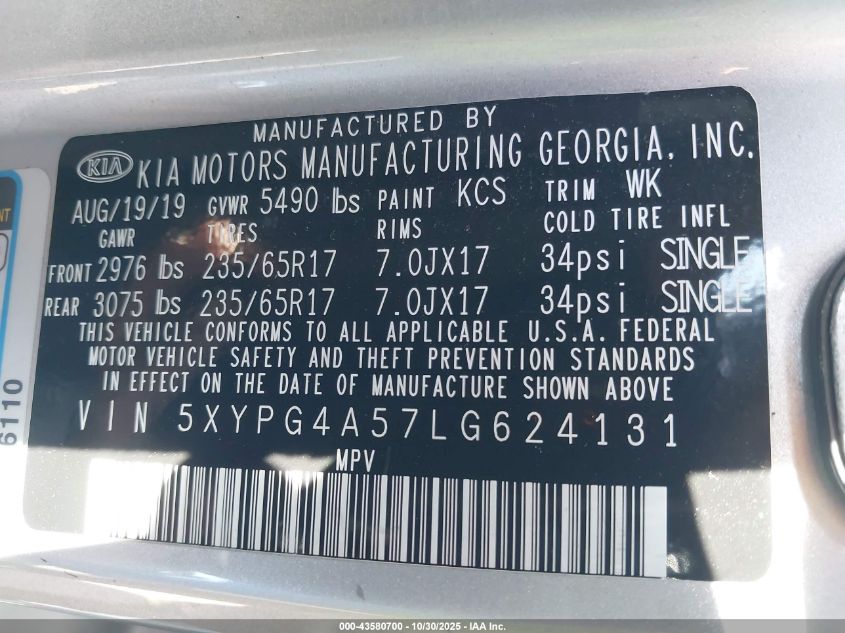 MANUFACTURED BY
KIA KIA MOTORS MANUFACTURING GEORGIA, INC.
AUG/19/19 GVWR 5490 lbs PAINT KCS TRIM WK
GAWR TIRES RIMS COLD TIRE INFL
FRONT 2976 lbs 235/65R17 7.0JX17 34psi SINGLE
REAR 3075 lbs 235/65R17 7.0JX17 34psi SINGLE
THIS VEHICLE CONFORMS TO ALL APPLICABLE U.S.A. FEDERAL
MOTOR VEHICLE SAFETY AND THEFT PREVENTION STANDARDS
IN EFFECT ON THE DATE OF MANUFACTURE SHOWN ABOVE
VIN 5XYPG4A57LG624131
MPV
000-43580700 - 10/30/2025 - IAA Inc.